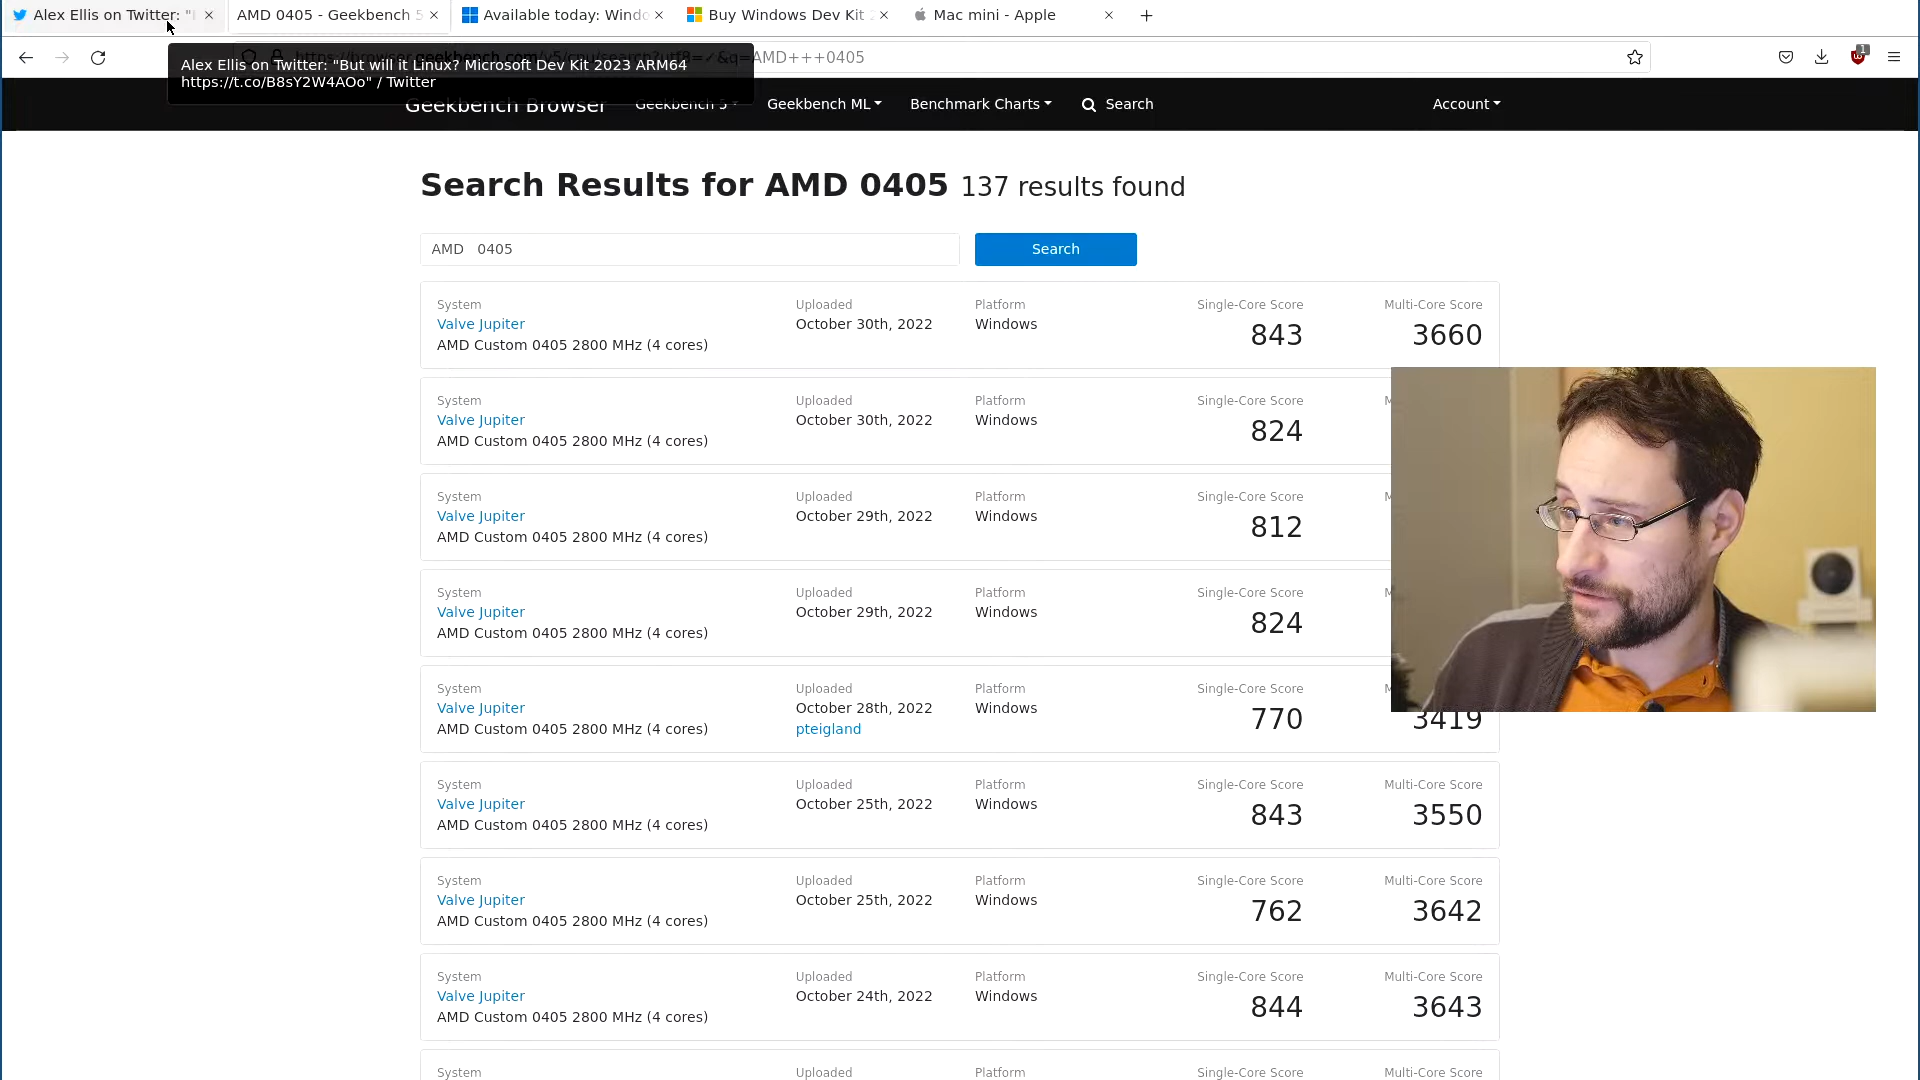 Alex Ellis on Twitter: "
AMD 0405 - Geekbench 5
Available today: Windo
Buy Windows Dev Kit 2
Mac mini - Apple
AMD+++0405
1
Alex Ellis on Twitter: "But will it Linux? Microsoft Dev Kit 2023 ARM64
https://t.co/B8sY2W4AOo" / Twitter
Geekbench Browser
Geekbench 5
Geekbench ML
Benchmark Charts
Search
Account
Search Results for AMD 0405 137 results found
AMD 0405
Search
System
Uploaded
Platform
Single-Core Score
Multi-Core Score
Valve Jupiter
October 30th, 2022
Windows
843
3660
AMD Custom 0405 2800 MHz (4 cores)
System
Uploaded
Platform
Single-Core Score
Valve Jupiter
October 30th, 2022
Windows
824
AMD Custom 0405 2800 MHz (4 cores)
System
Uploaded
Platform
Single-Core Score
Valve Jupiter
October 29th, 2022
Windows
812
AMD Custom 0405 2800 MHz (4 cores)
System
Uploaded
Platform
Single-Core Score
Valve Jupiter
October 29th, 2022
Windows
824
AMD Custom 0405 2800 MHz (4 cores)
System
Uploaded
Platform
Single-Core Score
Valve Jupiter
October 28th, 2022
Windows
770
3419
AMD Custom 0405 2800 MHz (4 cores)
pteigland
System
Uploaded
Platform
Single-Core Score
Multi-Core Score
Valve Jupiter
October 25th, 2022
Windows
843
3550
AMD Custom 0405 2800 MHz (4 cores)
System
Uploaded
Platform
Single-Core Score
Multi-Core Score
Valve Jupiter
October 25th, 2022
Windows
762
3642
AMD Custom 0405 2800 MHz (4 cores)
System
Uploaded
Platform
Single-Core Score
Multi-Core Score
Valve Jupiter
October 24th, 2022
Windows
844
3643
AMD Custom 0405 2800 MHz (4 cores)
System
Uploaded
Platform
Single-Core Score
Multi-Core Score